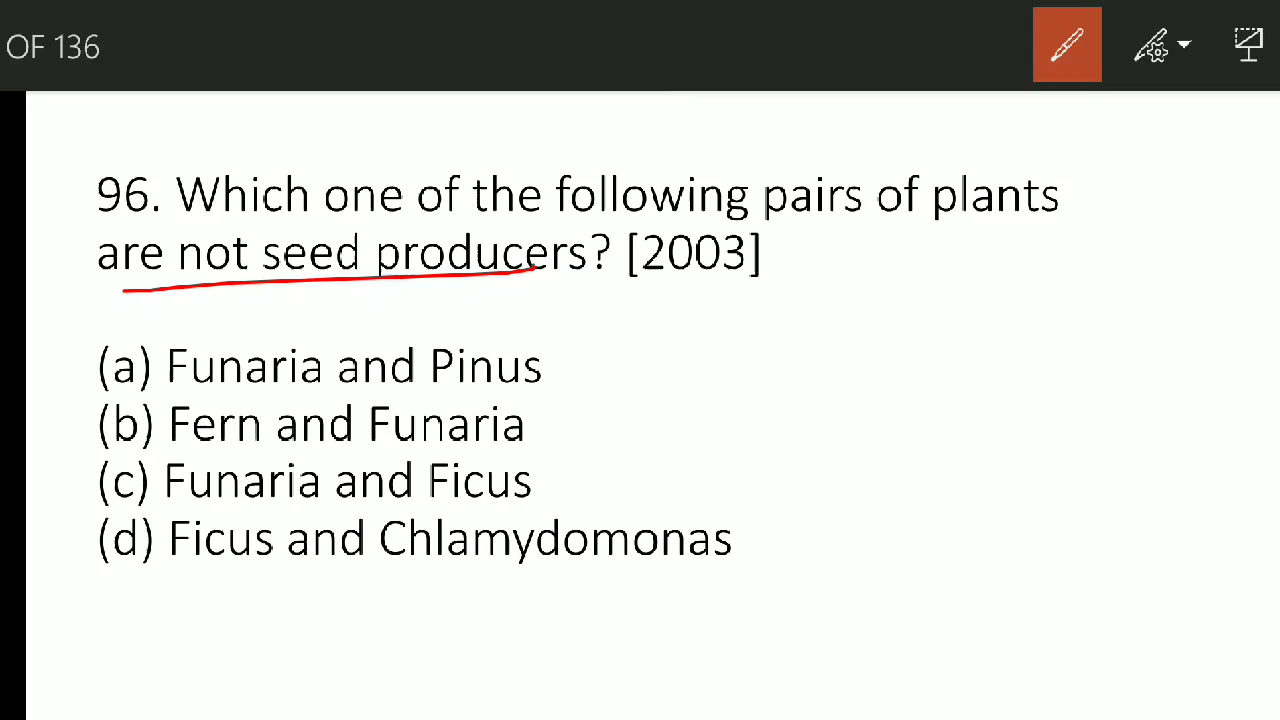 OF 136
96. Which one of the following pairs of plants
are not seed producers? [2003]
(a) Funaria and Pinus
(b) Fern and Funaria
(c) Funaria and Ficus
(d) Ficus and Chlamydomonas